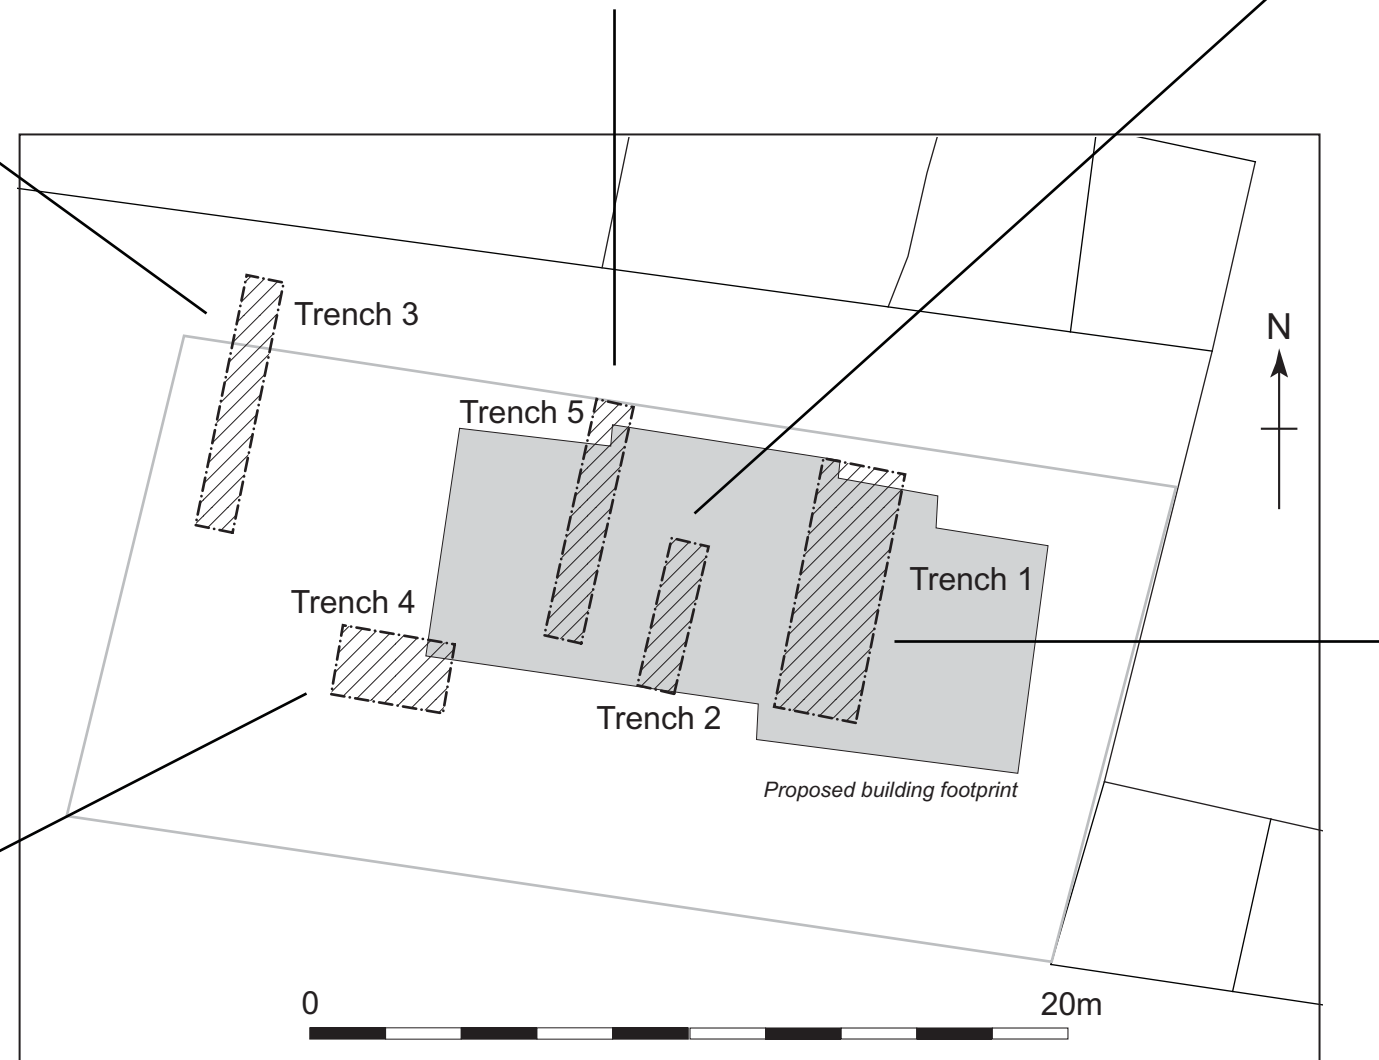 Trench 3
N
Trench 5
Trench 1
Trench 4
Trench 2
Proposed building footprint
0
20m